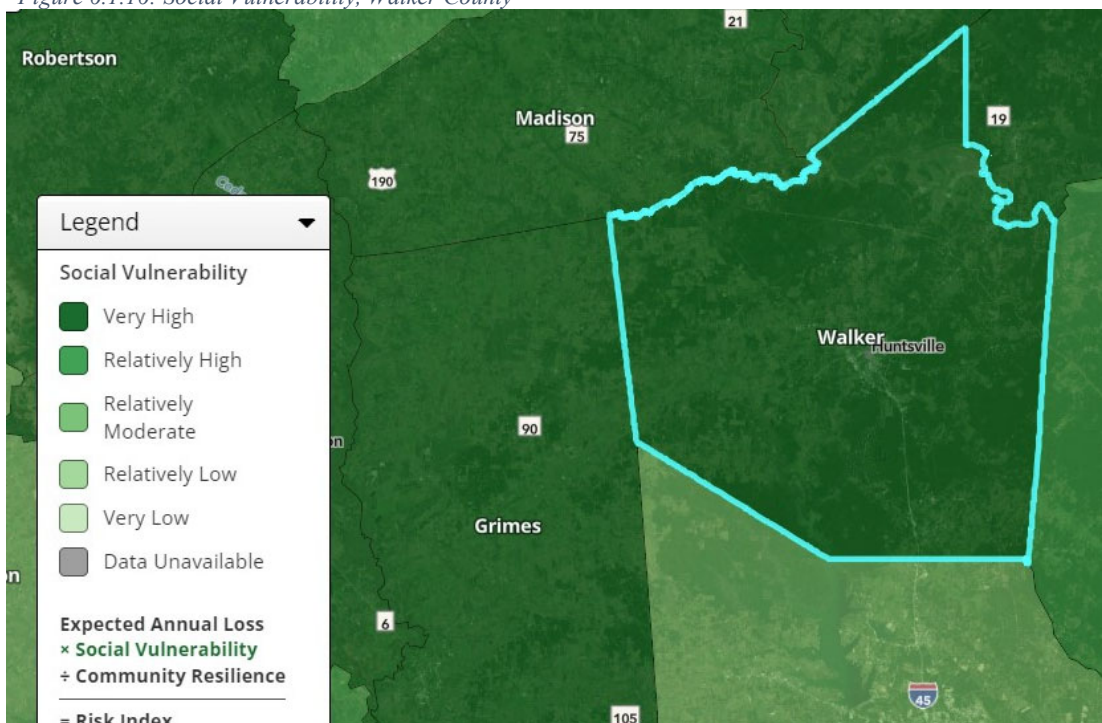 Figure 6.1.10: Social Vulnerability, Walker County
21
Robertson
Madison
75
19
190
Legend
Social Vulnerability
Very High
Relatively High
Relatively
Moderate
Relatively Low
Very Low
Data Unavailable
Expected Annual Loss
× Social Vulnerability
÷ Community Resilience
= Risk Index
Walker
Huntsville
90
Grimes
6
45
105
on
n